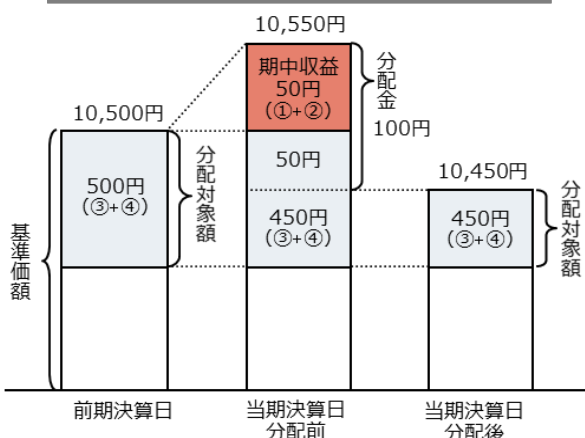 10,550円
期中収益
50円
(①+②)
分配金
100円
10,500円
50円
10,450円
500円
(③+④)
分配対象額
450円
(③+④)
450円
(③+④)
分配対象額
基準価額
前期決算日
当期決算日
分配前
当期決算日
分配後